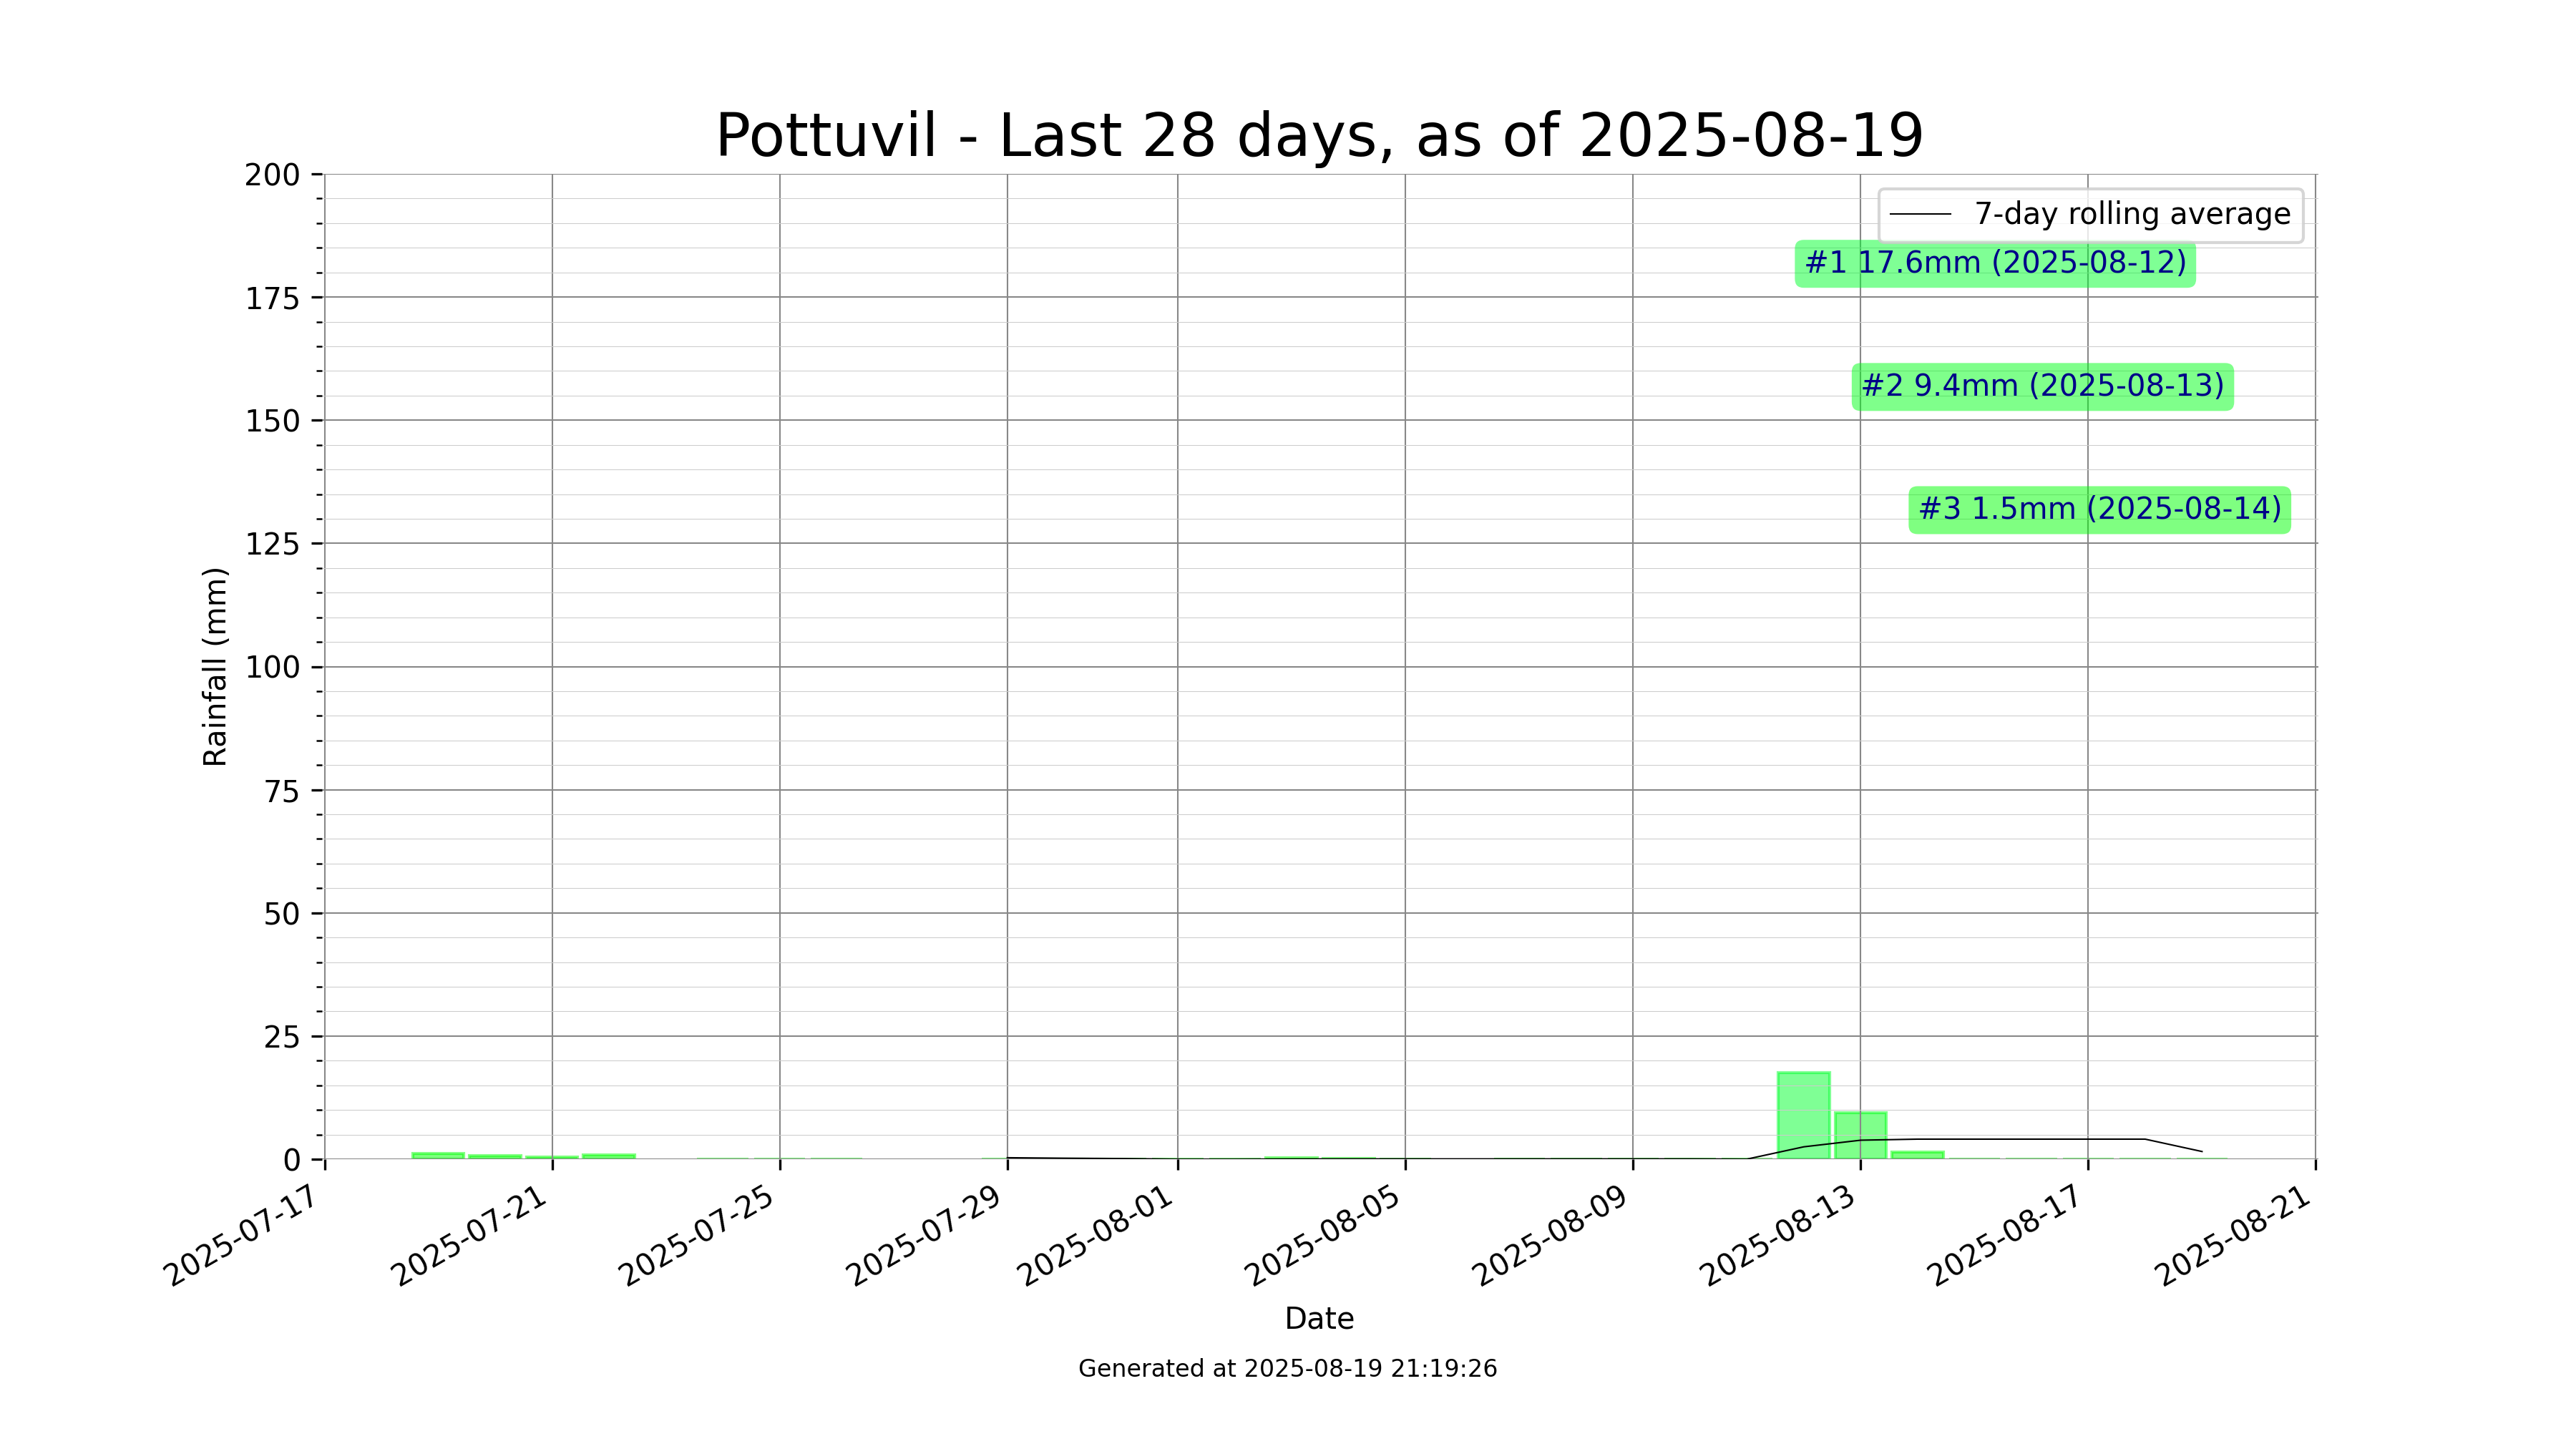 Pottuvil - Last 28 days, as of 2025-08-19
200
175
150
125
100
75
50
25
0
Rainfall (mm)
7-day rolling average
#1 17.6mm (2025-08-12)
#2 9.4mm (2025-08-13)
#3 1.5mm (2025-08-14)
2025-07-17
2025-07-21
2025-07-25
2025-07-29
2025-08-01
2025-08-05
2025-08-09
2025-08-13
2025-08-17
2025-08-21
Date
Generated at 2025-08-19 21:19:26